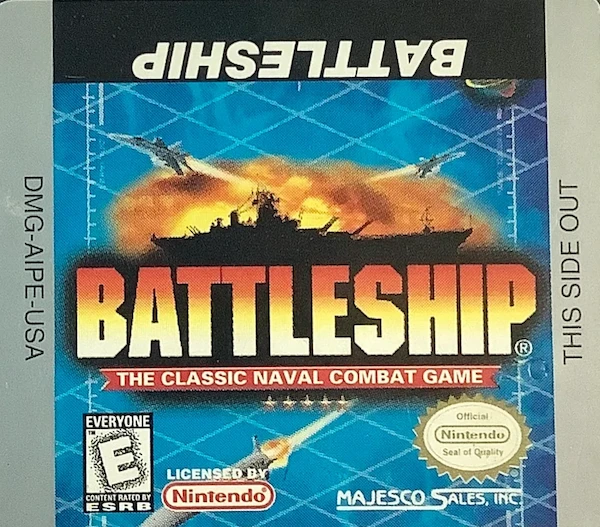 BATTLESHIP
DMG-AIPE-USA
THIS SIDE OUT
BATTLESHIP®
THE CLASSIC NAVAL COMBAT GAME
EVERYONE
TM
E
CONTENT RATED BY
ESRB
LICENSED BY
Nintendo
Official
Nintendo
Seal of Quality
MAJESCO SALES, INC.